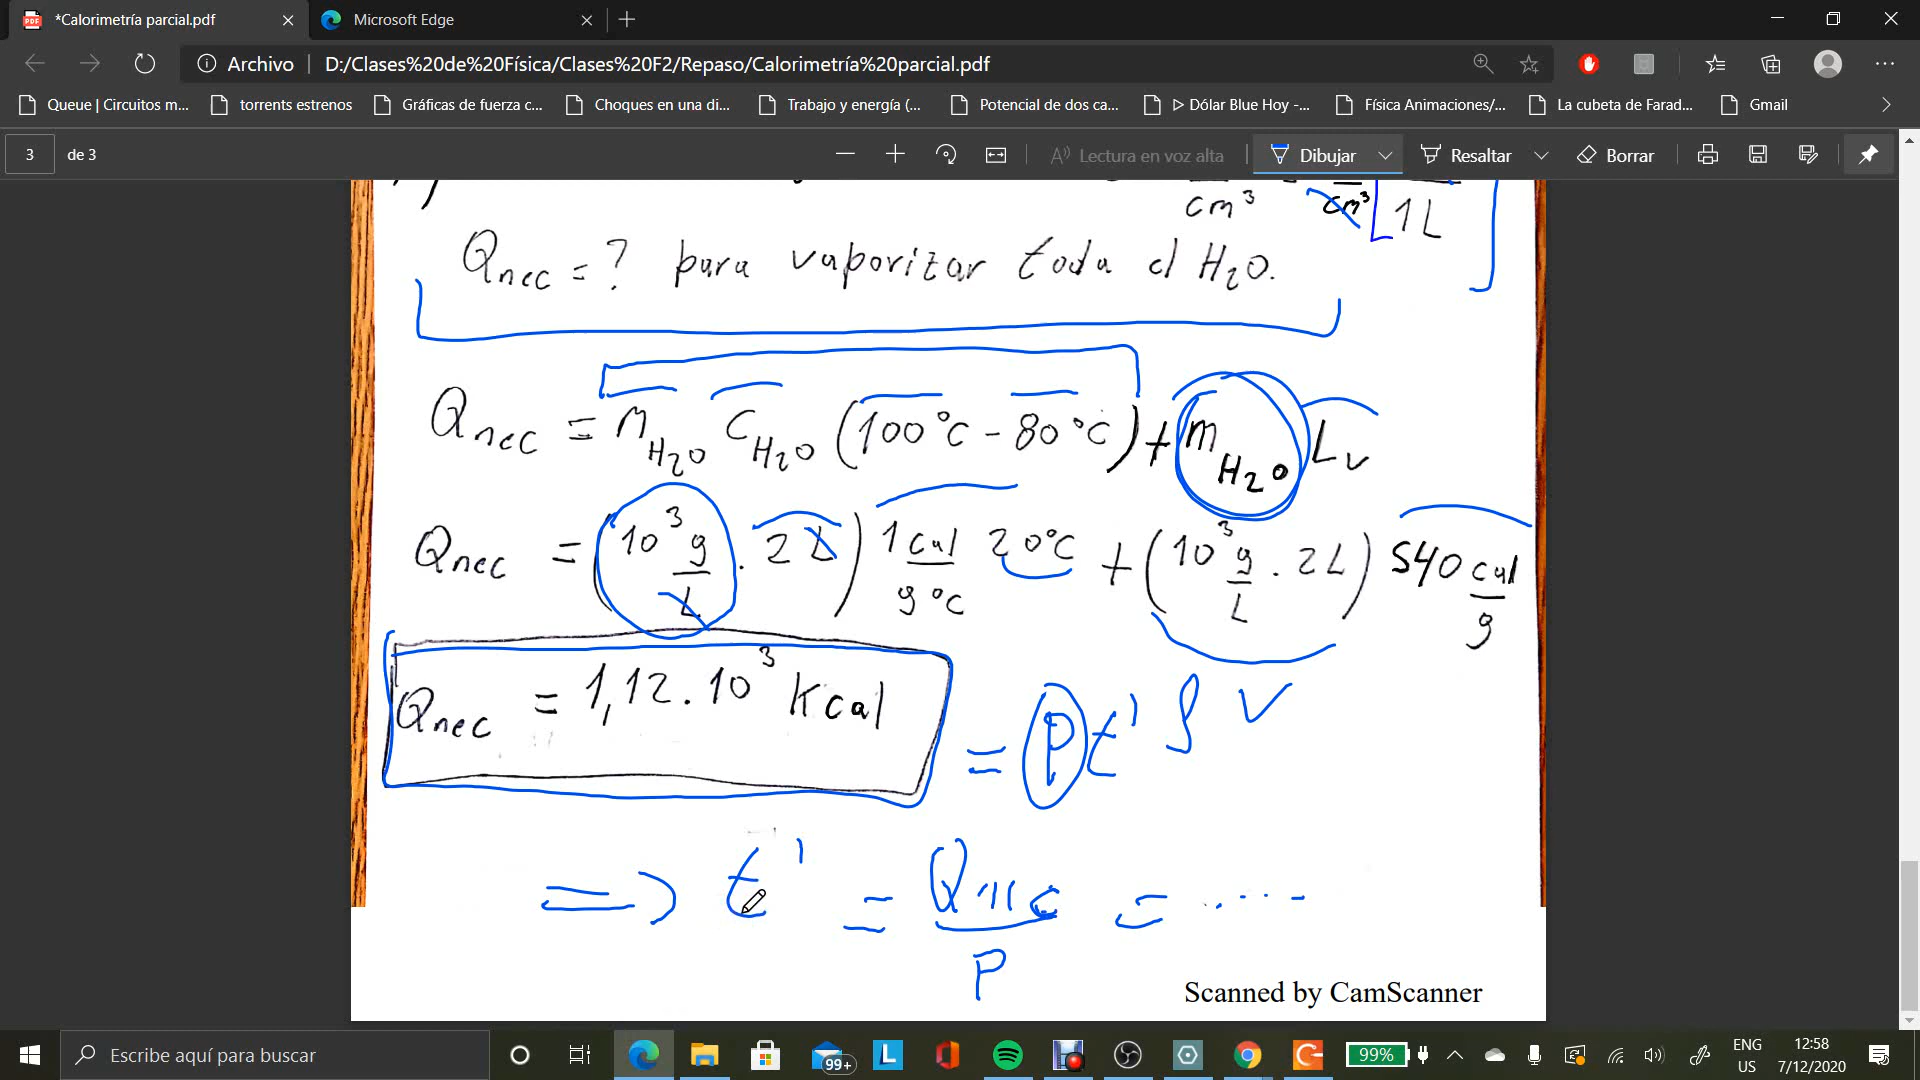 *Calorimetría parcial.pdf
Microsoft Edge
Archivo | D:/Clases%20de%20Física/Clases%20F2/Repaso/Calorimetría%20parcial.pdf
Queue | Circuitos m...
torrents estrenos
Gráficas de fuerza c...
Choques en una di...
Trabajo y energía (...
Potencial de dos ca...
ᐅ Dólar Blue Hoy -...
Física Animaciones/...
La cubeta de Farad...
Gmail
3 de 3
Lectura en voz alta
Dibujar
Resaltar
Borrar
cm³ cm³ 1L
Qnec = ? para vaporizar toda el H₂O.
Qnec = m_H₂O C_H₂O (100°C - 80°C) + m_H₂O Lv
Qnec = (10³ g/L . 2L) 1 cal/g°C 20°C + (10³ g/L . 2L) 540 cal/g
Qnec = 1,12.10³ Kcal = P t' ρ V
=> t' = Qnec/P = ....
Scanned by CamScanner
Escribe aquí para buscar
99+
99%
ENG
US
12:58
7/12/2020